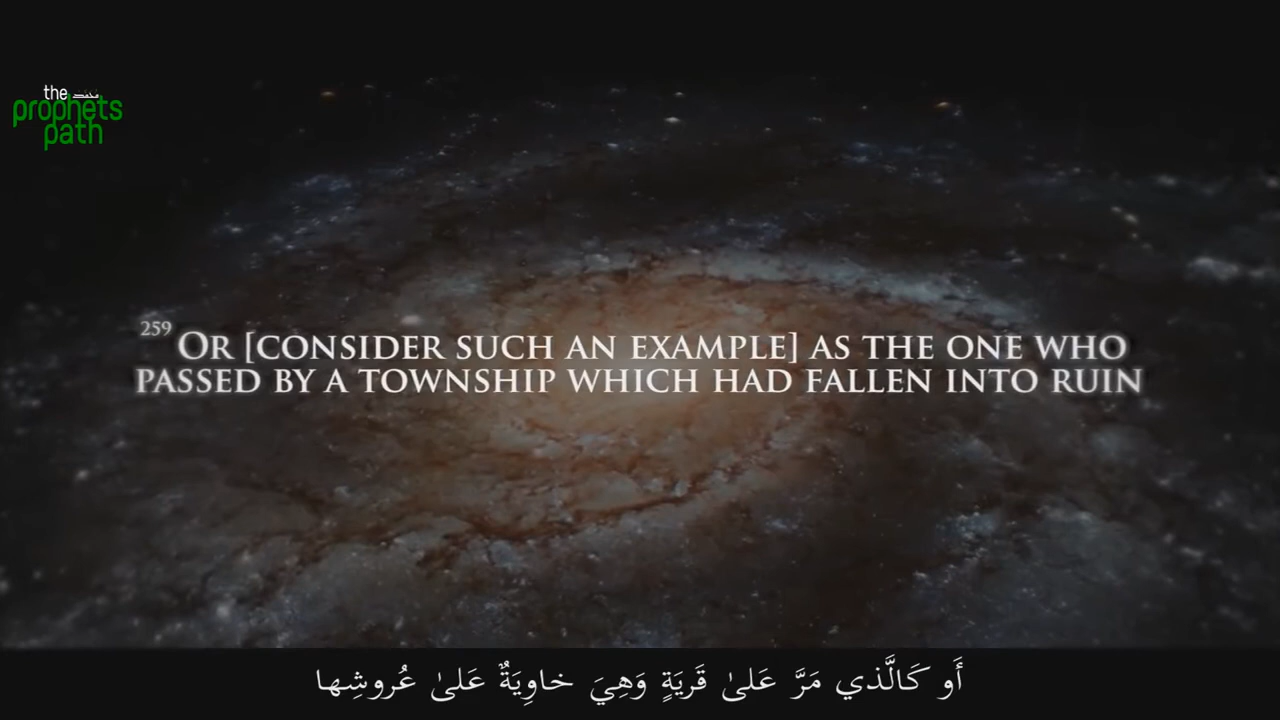 the محمد
prophets
path
259 OR [CONSIDER SUCH AN EXAMPLE] AS THE ONE WHO
PASSED BY A TOWNSHIP WHICH HAD FALLEN INTO RUIN
أَو كَالَّذي مَرَّ عَلىٰ قَريَةٍ وَهِيَ خاوِيَةٌ عَلىٰ عُروشِها